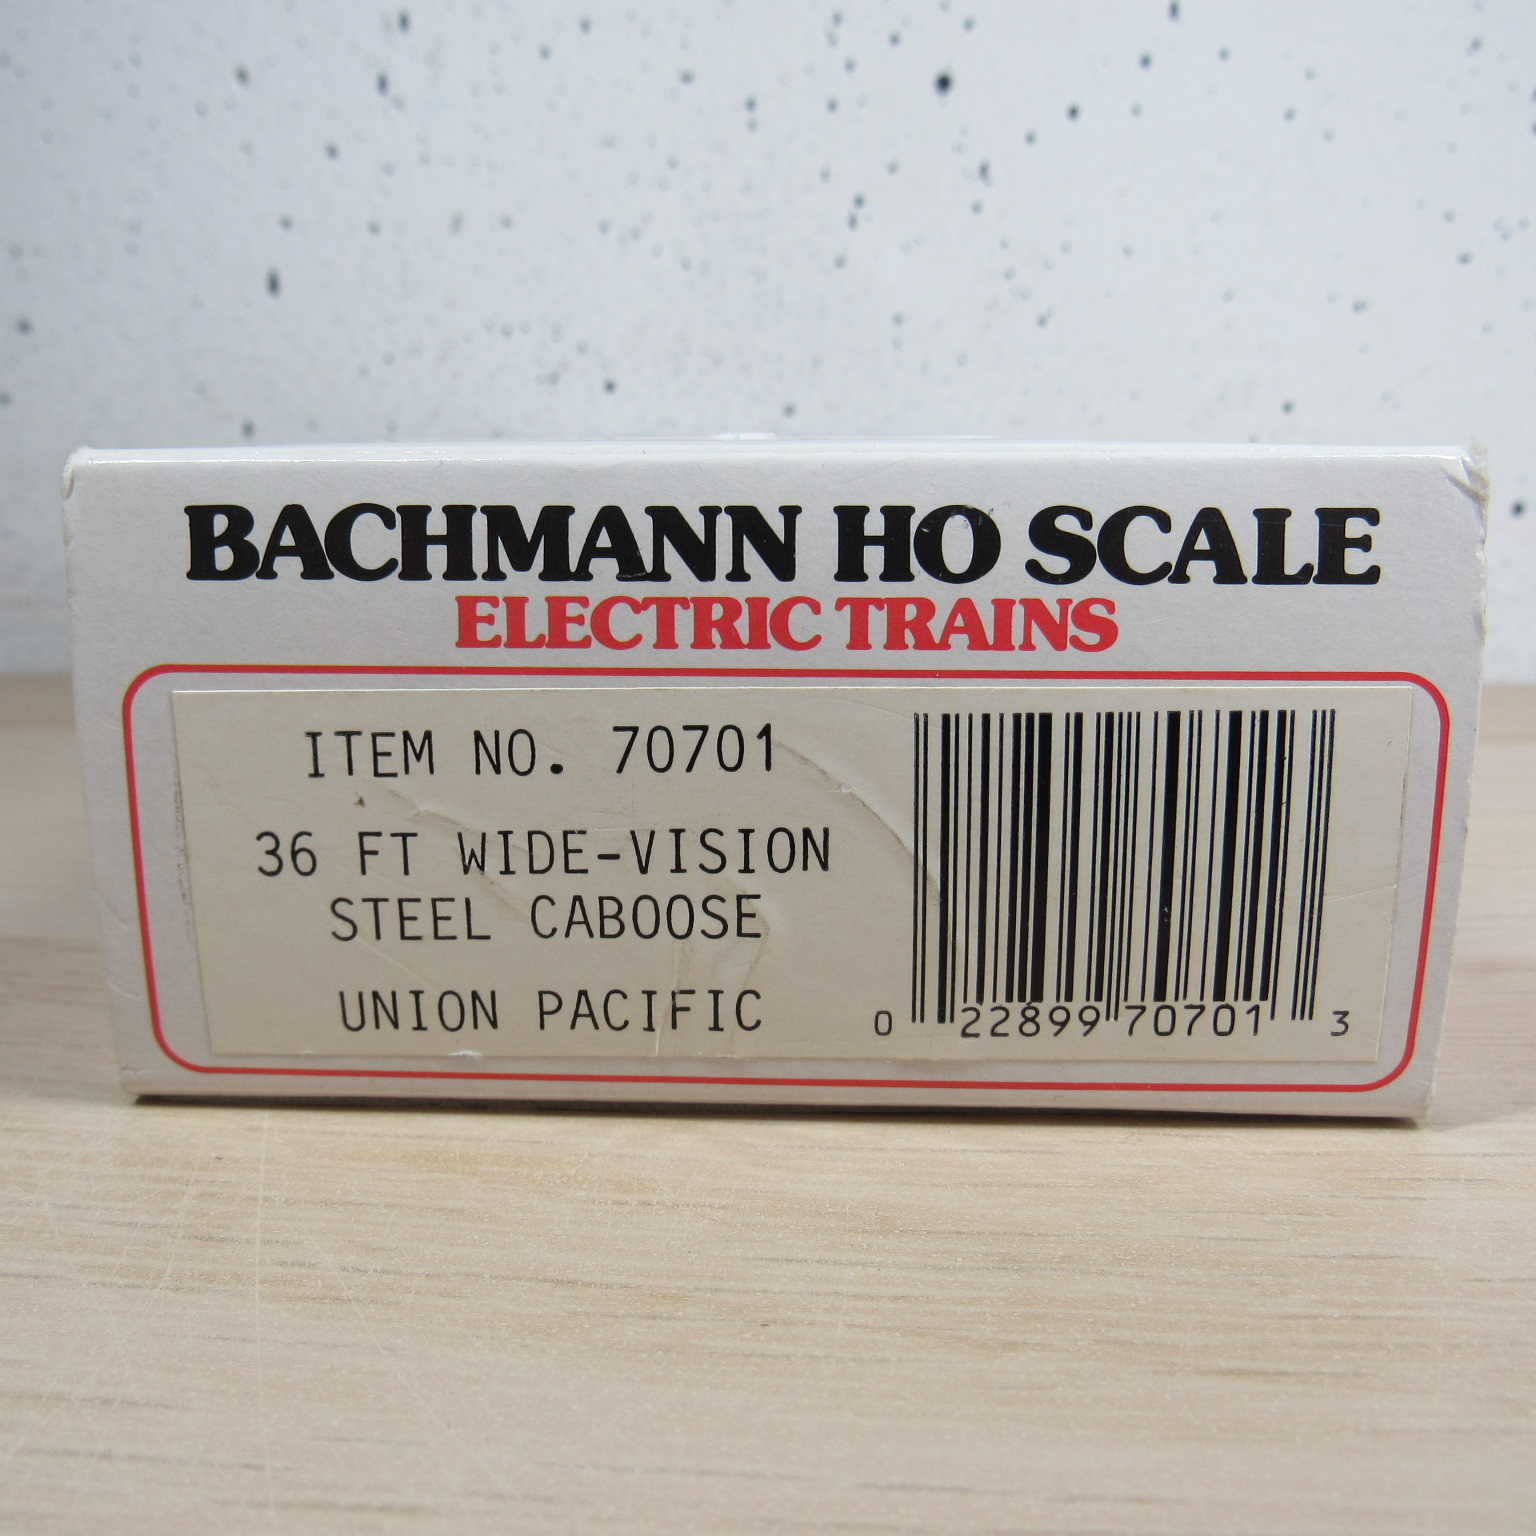 BACHMANN HO SCALE
ELECTRIC TRAINS
ITEM NO. 70701
36 FT WIDE-VISION
STEEL CABOOSE
UNION PACIFIC
0 22899 70701 3